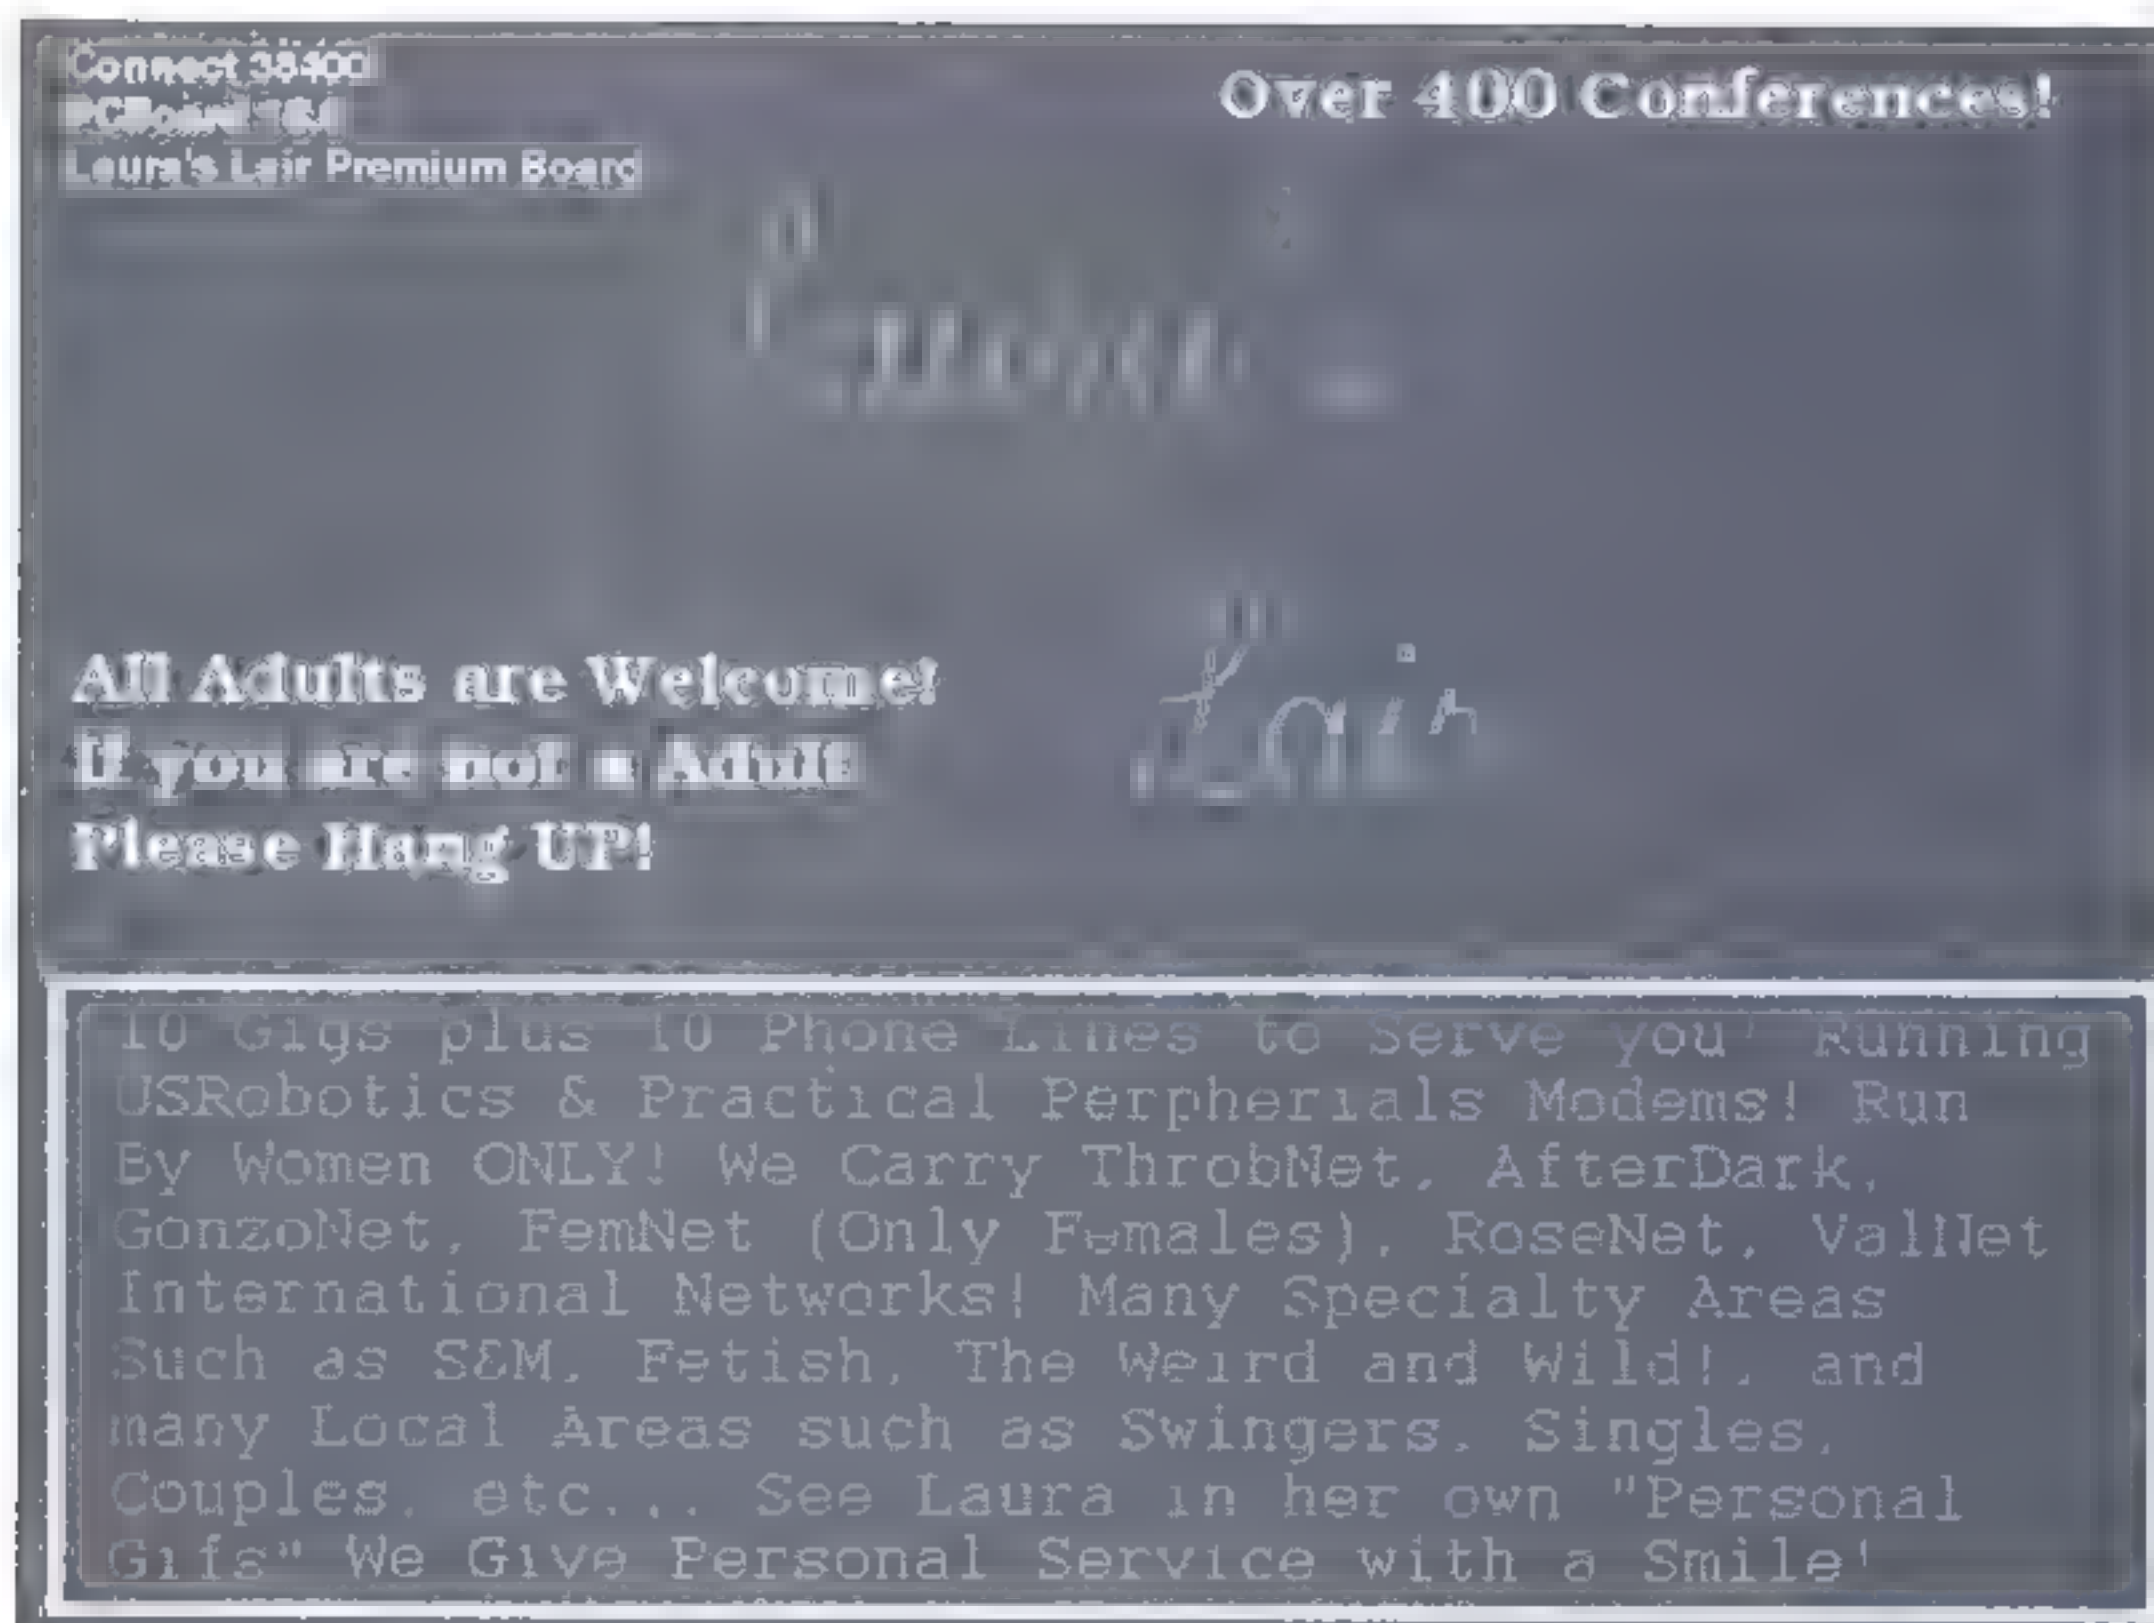 Connect 38400
PCBoard
Laura's Lair Premium Board
Over 400 Conferences!
Lair
All Adults are Welcome!
If you are not a Adult
Please Hang UP!
10 Gigs plus 10 Phone Lines to Serve you! Running
USRobotics & Practical Perpherials Modems! Run
By Women ONLY! We Carry ThrobNet, AfterDark,
GonzoNet, FemNet (Only Females), RoseNet, ValNet
International Networks! Many Specialty Areas
Such as S&M, Fetish, The Weird and Wild!, and
many Local Areas such as Swingers, Singles,
Couples, etc... See Laura in her own "Personal
Gifs" We Give Personal Service with a Smile!